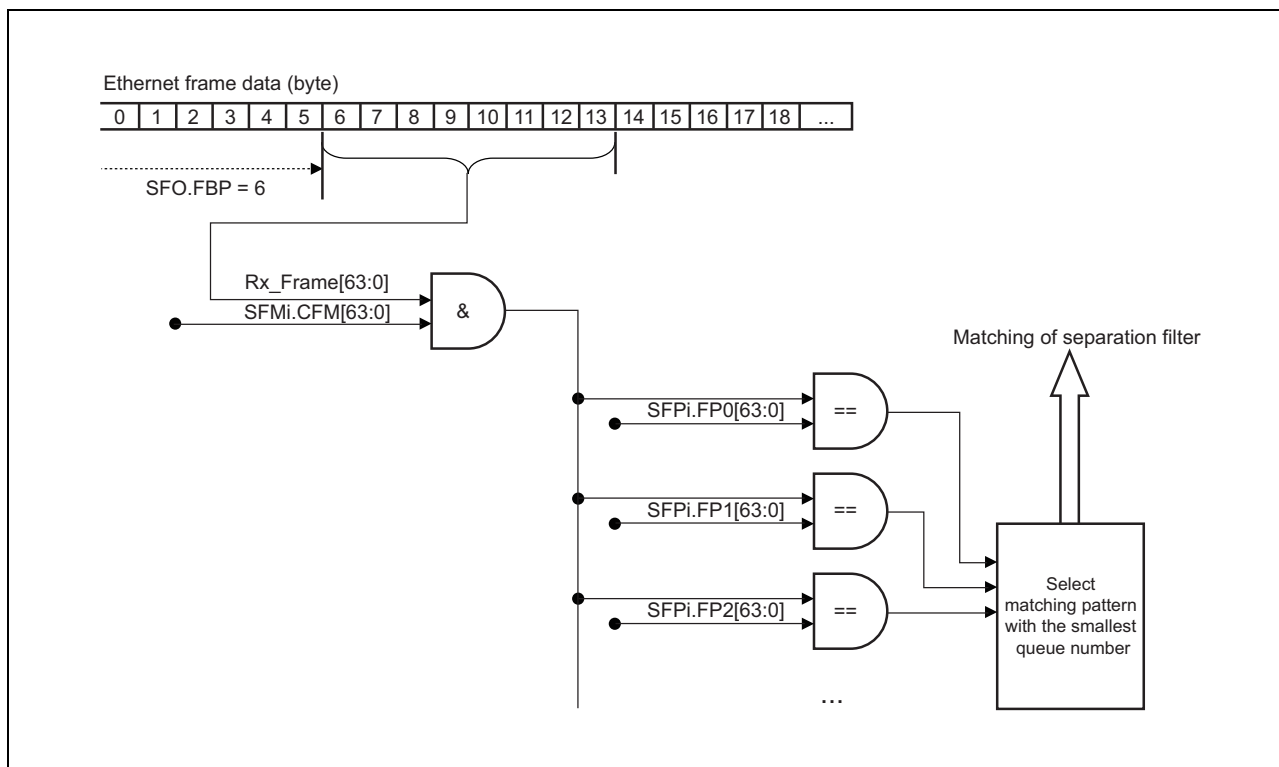 Ethernet frame data (byte)
0 1 2 3 4 5 6 7 8 9 10 11 12 13 14 15 16 17 18 ...
SFO.FBP = 6
Rx_Frame[63:0]
SFMi.CFM[63:0]
&
Matching of separation filter
SFPi.FP0[63:0]
==
SFPi.FP1[63:0]
==
SFPi.FP2[63:0]
==
Select
matching pattern
with the smallest
queue number
...